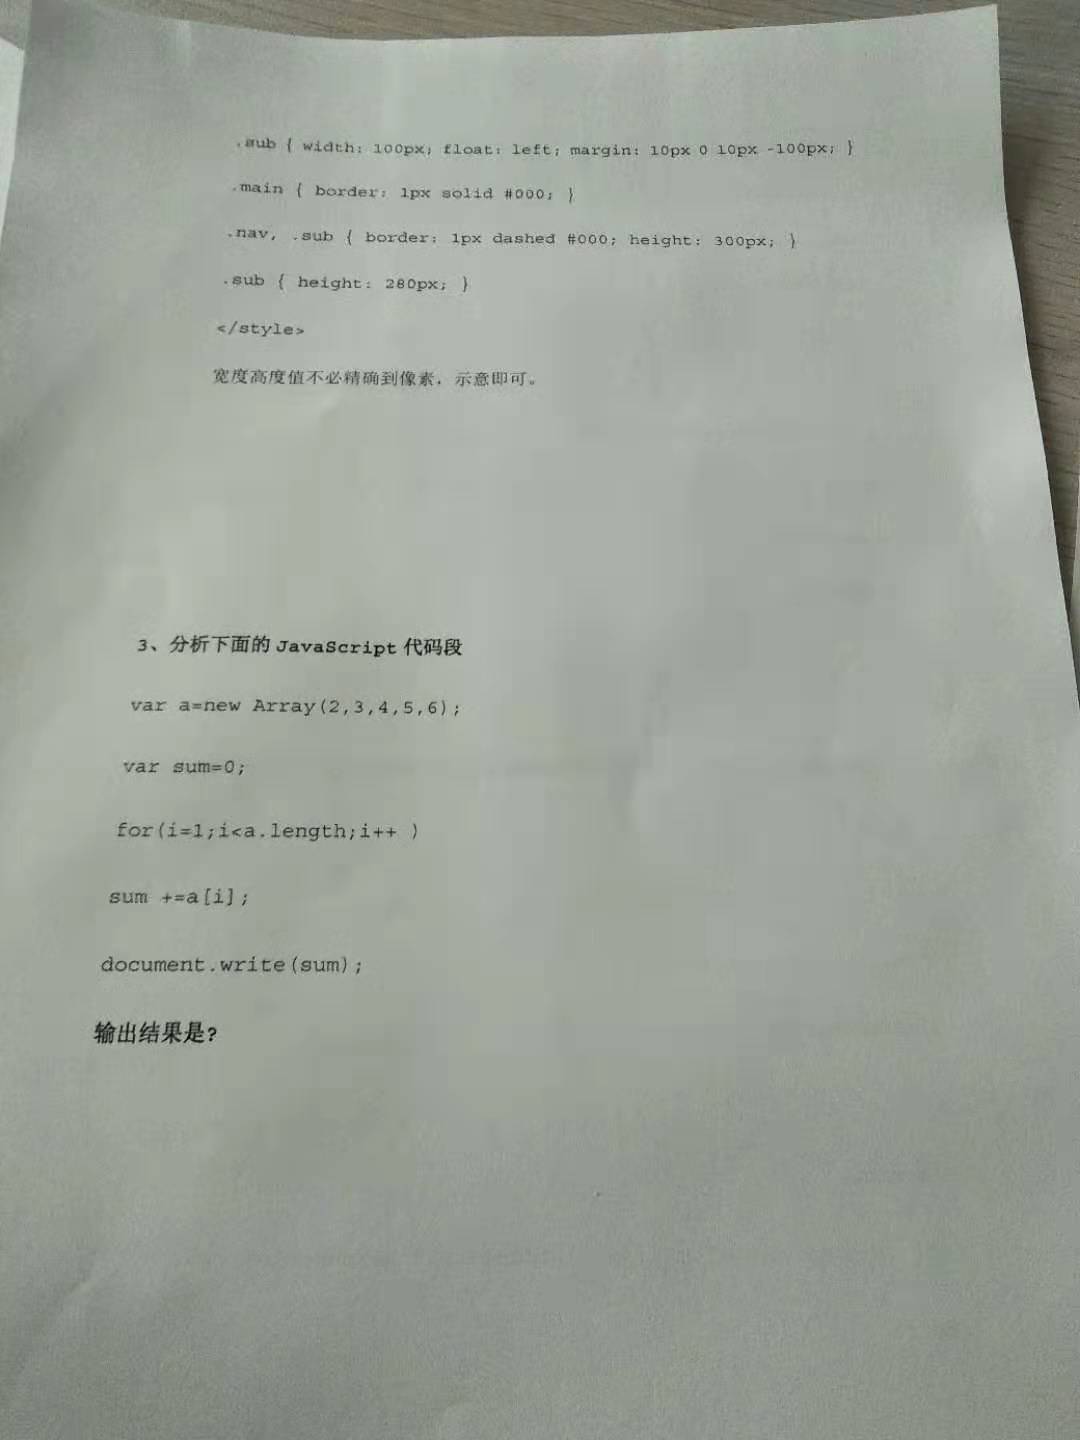 .sub { width: 100px; float: left; margin: 10px 0 10px -100px; }
.main { border: 1px solid #000; }
.nav, .sub { border: 1px dashed #000; height: 300px; }
.sub { height: 280px; }
</style>
宽度高度值不必精确到像素，示意即可。
3、分析下面的 JavaScript 代码段
var a=new Array(2,3,4,5,6);
var sum=0;
for(i=1;i<a.length;i++ )
sum +=a[i];
document.write(sum);
输出结果是?